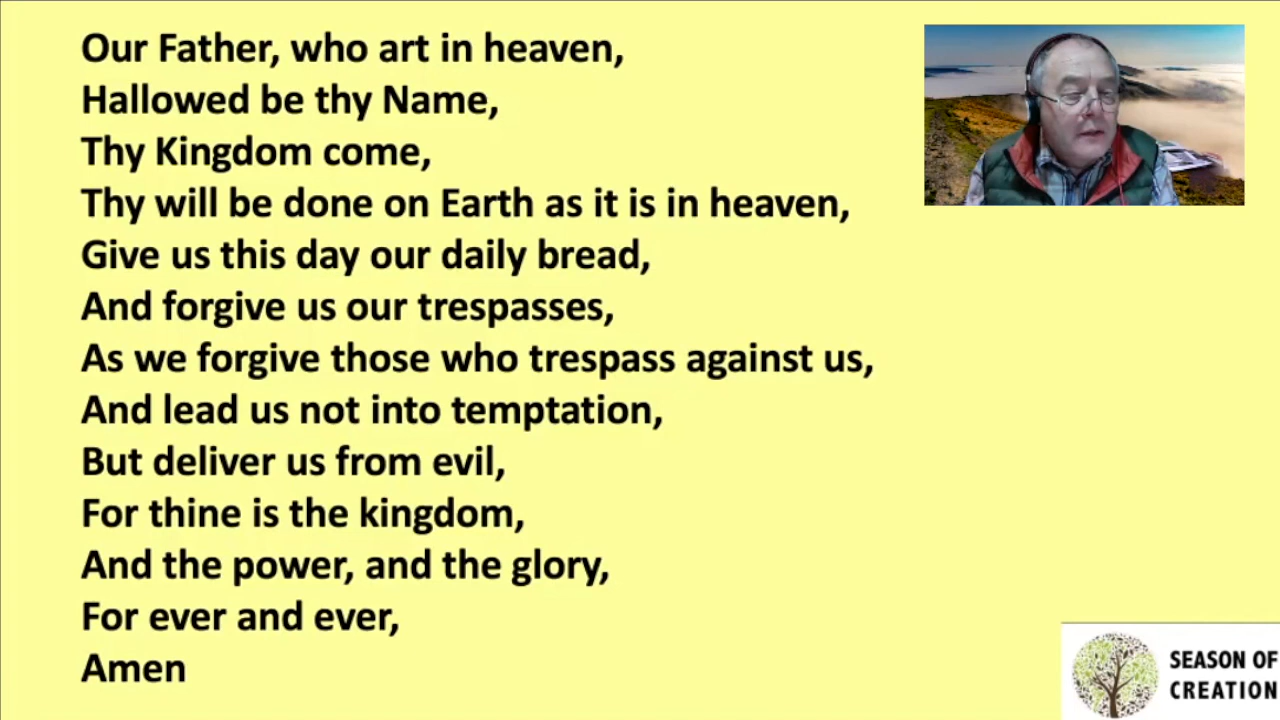 Our Father, who art in heaven,
Hallowed be thy Name,
Thy Kingdom come,
Thy will be done on Earth as it is in heaven,
Give us this day our daily bread,
And forgive us our trespasses,
As we forgive those who trespass against us,
And lead us not into temptation,
But deliver us from evil,
For thine is the kingdom,
And the power, and the glory,
For ever and ever,
Amen
SEASON OF
CREATION